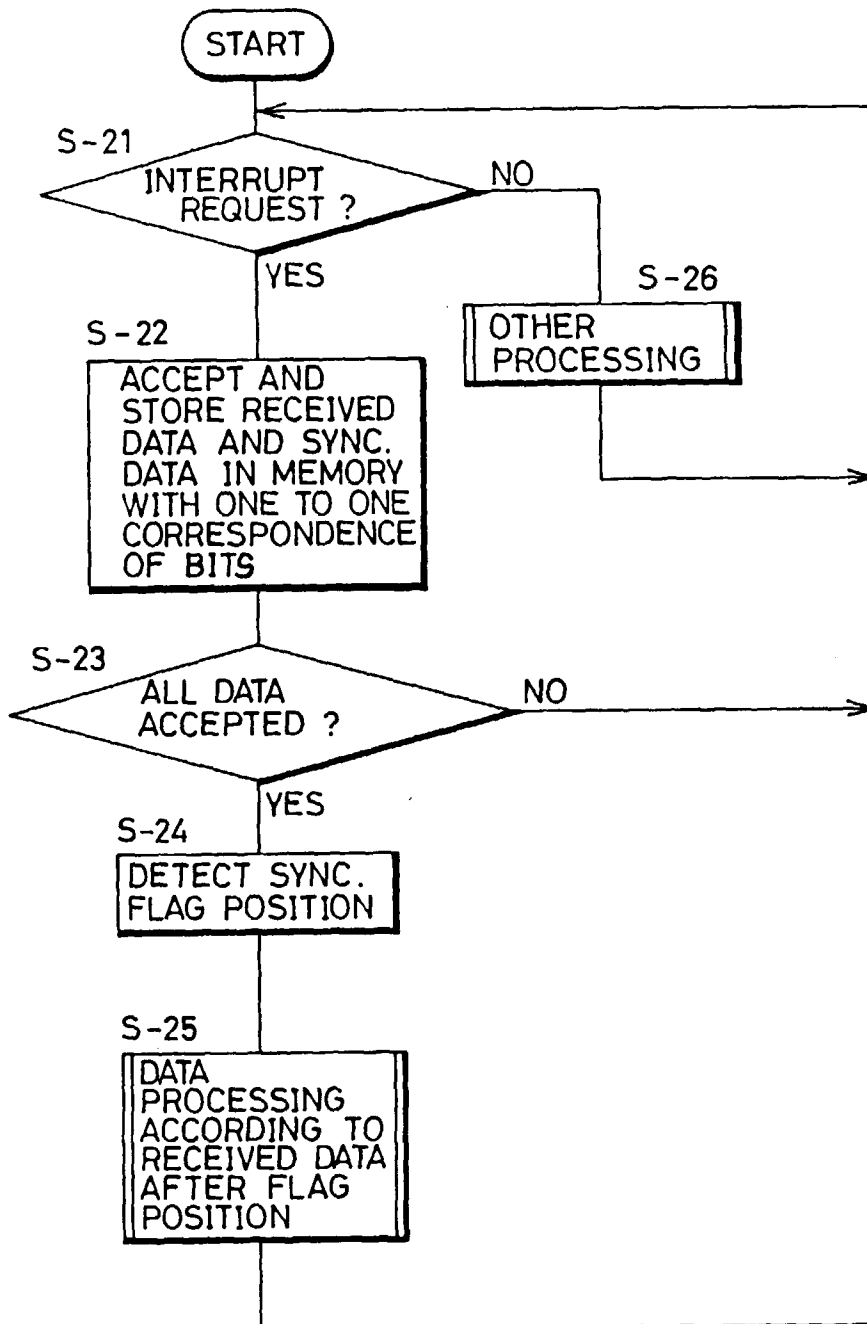 START
S-21
INTERRUPT
REQUEST ?
NO
YES
S-26
OTHER
PROCESSING
S-22
ACCEPT AND
STORE RECEIVED
DATA AND SYNC.
DATA IN MEMORY
WITH ONE TO ONE
CORRESPONDENCE
OF BITS
S-23
ALL DATA
ACCEPTED ?
NO
YES
S-24
DETECT SYNC.
FLAG POSITION
S-25
DATA
PROCESSING
ACCORDING TO
RECEIVED DATA
AFTER FLAG
POSITION